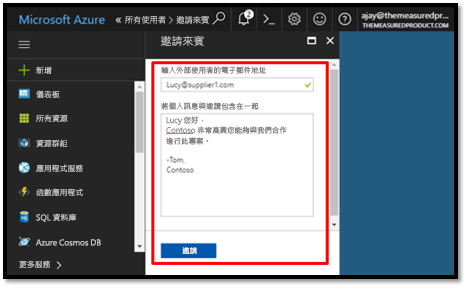 Microsoft Azure « 所有使用者 > 邀請來賓
2
ajay@themeasuredpr...
THEMEASUREDPRODUCT.COM
邀請來賓
新增
儀表板
所有資源
資源群組
應用程式服務
函數應用程式
SQL 資料庫
Azure Cosmos DB
更多服務 >
輸入外部使用者的電子郵件地址
Lucy@supplier1.com
將個人訊息與邀請包含在一起
Lucy 您好，
Contoso 非常高興您能夠與我們合作
進行此專案。
-Tom,
Contoso
邀請